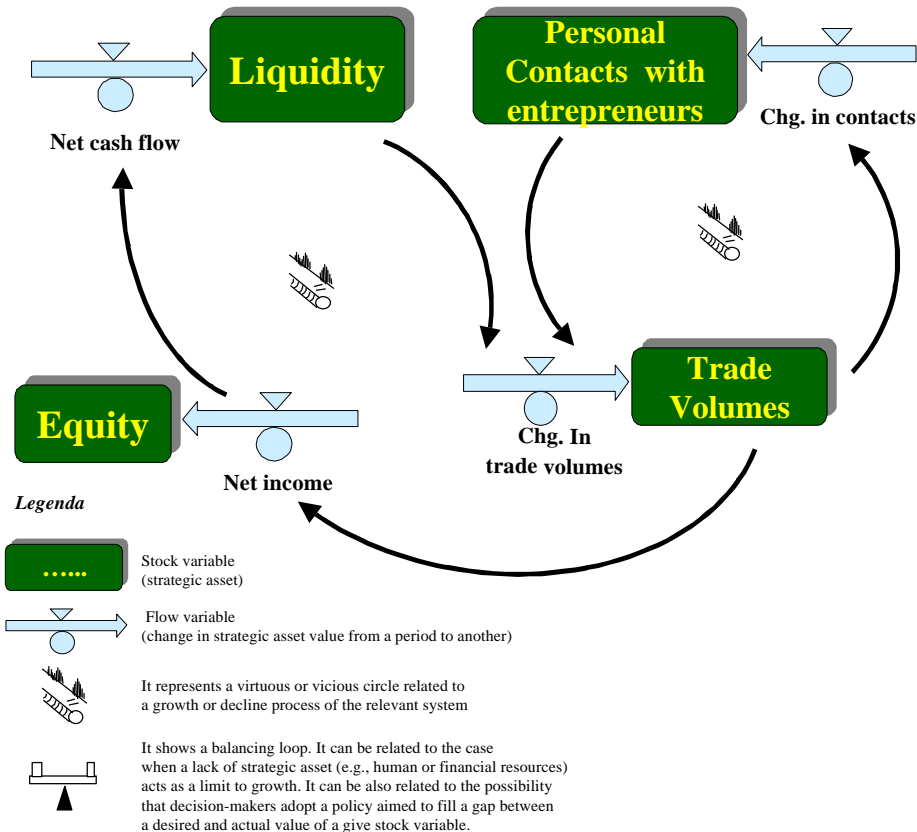 Liquidity
Personal
Contacts with
entrepreneurs
Net cash flow
Chg. in contacts
Equity
Net income
Chg. In
trade volumes
Trade
Volumes
Legenda
…...
Stock variable
(strategic asset)
Flow variable
(change in strategic asset value from a period to another)
It represents a virtuous or vicious circle related to
a growth or decline process of the relevant system
It shows a balancing loop. It can be related to the case
when a lack of strategic asset (e.g., human or financial resources)
acts as a limit to growth. It can be also related to the possibility
that decision-makers adopt a policy aimed to fill a gap between
a desired and actual value of a give stock variable.